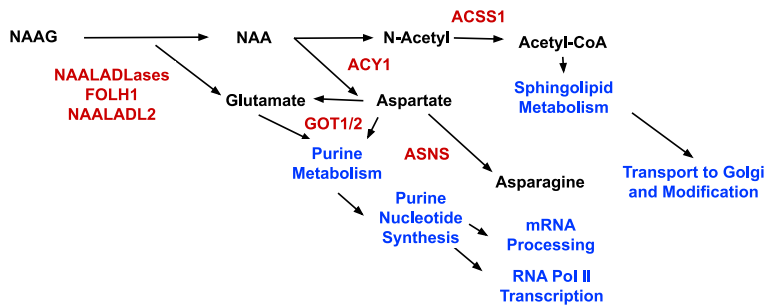 ACSS1
NAAG
NAA
N-Acetyl
Acetyl-CoA
ACY1
NAALADLases
FOLH1
NAALADL2
Glutamate
Aspartate
Sphingolipid
Metabolism
GOT1/2
Purine
Metabolism
ASNS
Asparagine
Transport to Golgi
and Modification
Purine
Nucleotide
Synthesis
mRNA
Processing
RNA Pol II
Transcription